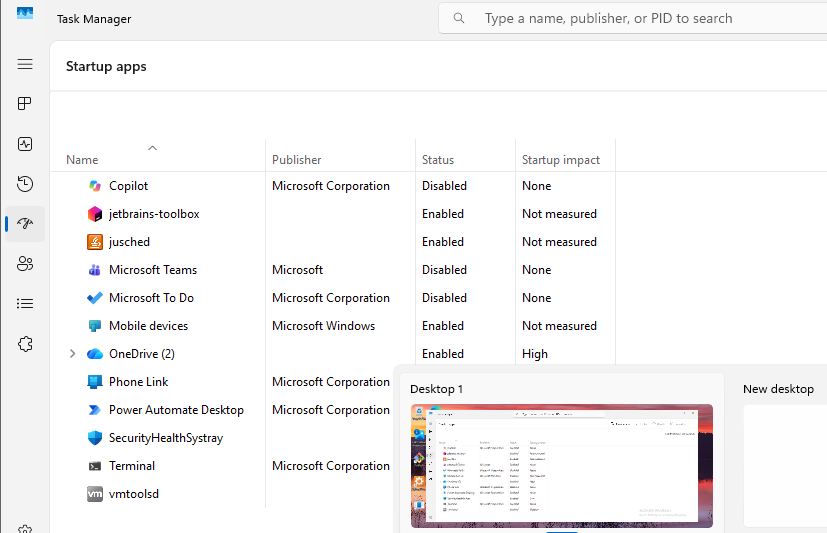 Task Manager
Type a name, publisher, or PID to search
Startup apps
Name Publisher Status Startup impact
Copilot Microsoft Corporation Disabled None
jetbrains-toolbox Enabled Not measured
jusched Enabled Not measured
Microsoft Teams Microsoft Disabled None
Microsoft To Do Microsoft Corporation Disabled None
Mobile devices Microsoft Windows Enabled Not measured
OneDrive (2) Enabled High
Phone Link Microsoft Corporation
Power Automate Desktop Microsoft Corporation
SecurityHealthSystray
Terminal Microsoft Corporation
vm vmtoolsd
Desktop 1
New desktop